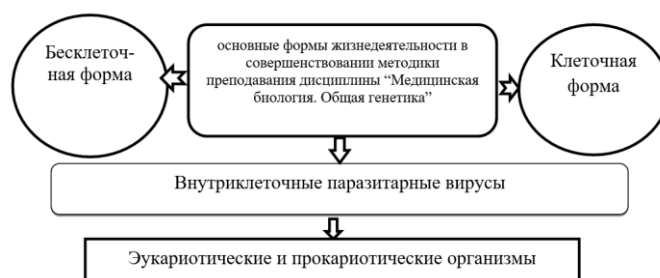 Бесклеточ-
ная форма
основные формы жизнедеятельности в
совершенствовании методики
преподавания дисциплины “Медицинская
биология. Общая генетика”
Клеточная
форма
Внутриклеточные паразитарные вирусы
Эукариотические и прокариотические организмы